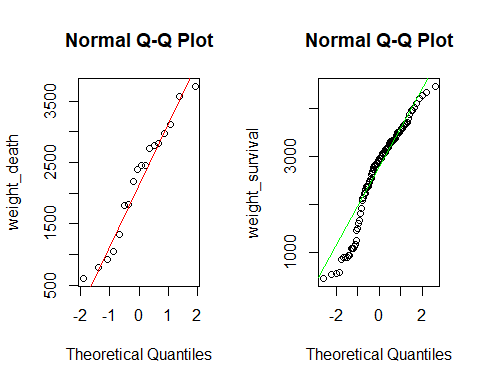 Normal Q-Q Plot
weight_death
500
1500
2500
3500
-2 -1 0 1 2
Theoretical Quantiles
Normal Q-Q Plot
weight_survival
1000
3000
-2 0 2
Theoretical Quantiles